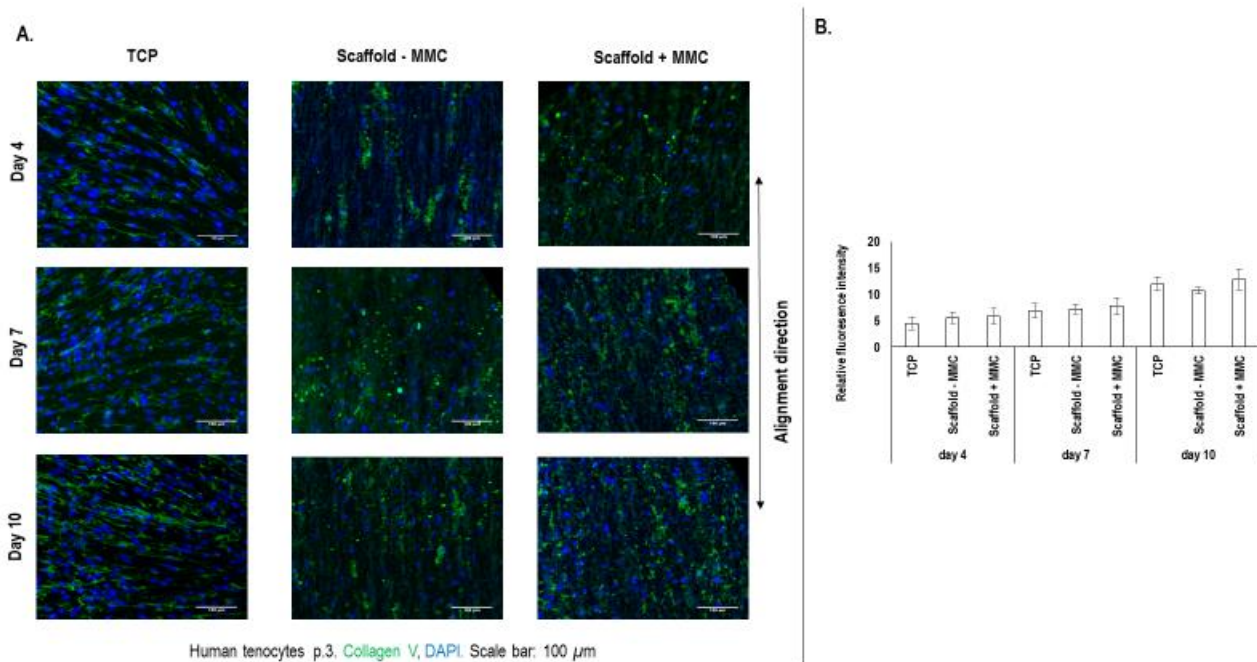 A.
TCP
Scaffold - MMC
Scaffold + MMC
Day 4
Day 7
Day 10
Alignment direction
Human tenocytes p.3. Collagen V, DAPI. Scale bar: 100 µm
B.
Relative fluoresence intensity
20
15
10
5
0
TCP
Scaffold - MMC
Scaffold + MMC
TCP
Scaffold - MMC
Scaffold + MMC
TCP
Scaffold - MMC
Scaffold + MMC
day 4
day 7
day 10